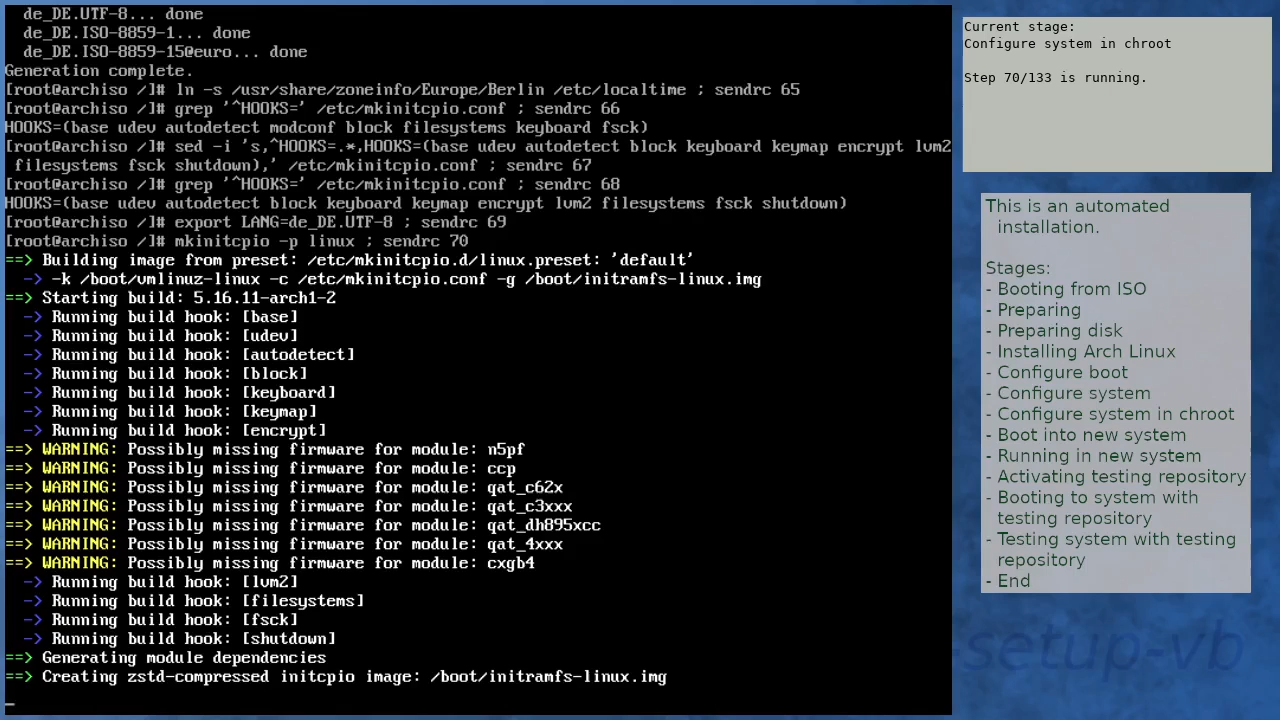 de_DE.UTF-8... done
de_DE.ISO-8859-1... done
de_DE.ISO-8859-15@euro... done
Generation complete.
[root@archiso /]# ln -s /usr/share/zoneinfo/Europe/Berlin /etc/localtime ; sendrc 65
[root@archiso /]# grep '^HOOKS=' /etc/mkinitcpio.conf ; sendrc 66
HOOKS=(base udev autodetect modconf block filesystems keyboard fsck)
[root@archiso /]# sed -i 's,^HOOKS=.*,HOOKS=(base udev autodetect block keyboard keymap encrypt lvm2
 filesystems fsck shutdown),' /etc/mkinitcpio.conf ; sendrc 67
[root@archiso /]# grep '^HOOKS=' /etc/mkinitcpio.conf ; sendrc 68
HOOKS=(base udev autodetect block keyboard keymap encrypt lvm2 filesystems fsck shutdown)
[root@archiso /]# export LANG=de_DE.UTF-8 ; sendrc 69
[root@archiso /]# mkinitcpio -p linux ; sendrc 70
==> Building image from preset: /etc/mkinitcpio.d/linux.preset: 'default'
  -> -k /boot/vmlinuz-linux -c /etc/mkinitcpio.conf -g /boot/initramfs-linux.img
==> Starting build: 5.16.11-arch1-2
  -> Running build hook: [base]
  -> Running build hook: [udev]
  -> Running build hook: [autodetect]
  -> Running build hook: [block]
  -> Running build hook: [keyboard]
  -> Running build hook: [keymap]
  -> Running build hook: [encrypt]
==> WARNING: Possibly missing firmware for module: n5pf
==> WARNING: Possibly missing firmware for module: ccp
==> WARNING: Possibly missing firmware for module: qat_c62x
==> WARNING: Possibly missing firmware for module: qat_c3xxx
==> WARNING: Possibly missing firmware for module: qat_dh895xcc
==> WARNING: Possibly missing firmware for module: qat_4xxx
==> WARNING: Possibly missing firmware for module: cxgb4
  -> Running build hook: [lvm2]
  -> Running build hook: [filesystems]
  -> Running build hook: [fsck]
  -> Running build hook: [shutdown]
==> Generating module dependencies
==> Creating zstd-compressed initcpio image: /boot/initramfs-linux.img
_
Current stage:
Configure system in chroot
Step 70/133 is running.
This is an automated
installation.
Stages:
- Booting from ISO
- Preparing
- Preparing disk
- Installing Arch Linux
- Configure boot
- Configure system
- Configure system in chroot
- Boot into new system
- Running in new system
- Activating testing repository
- Booting to system with
testing repository
- Testing system with testing
repository
- End
-setup-vb